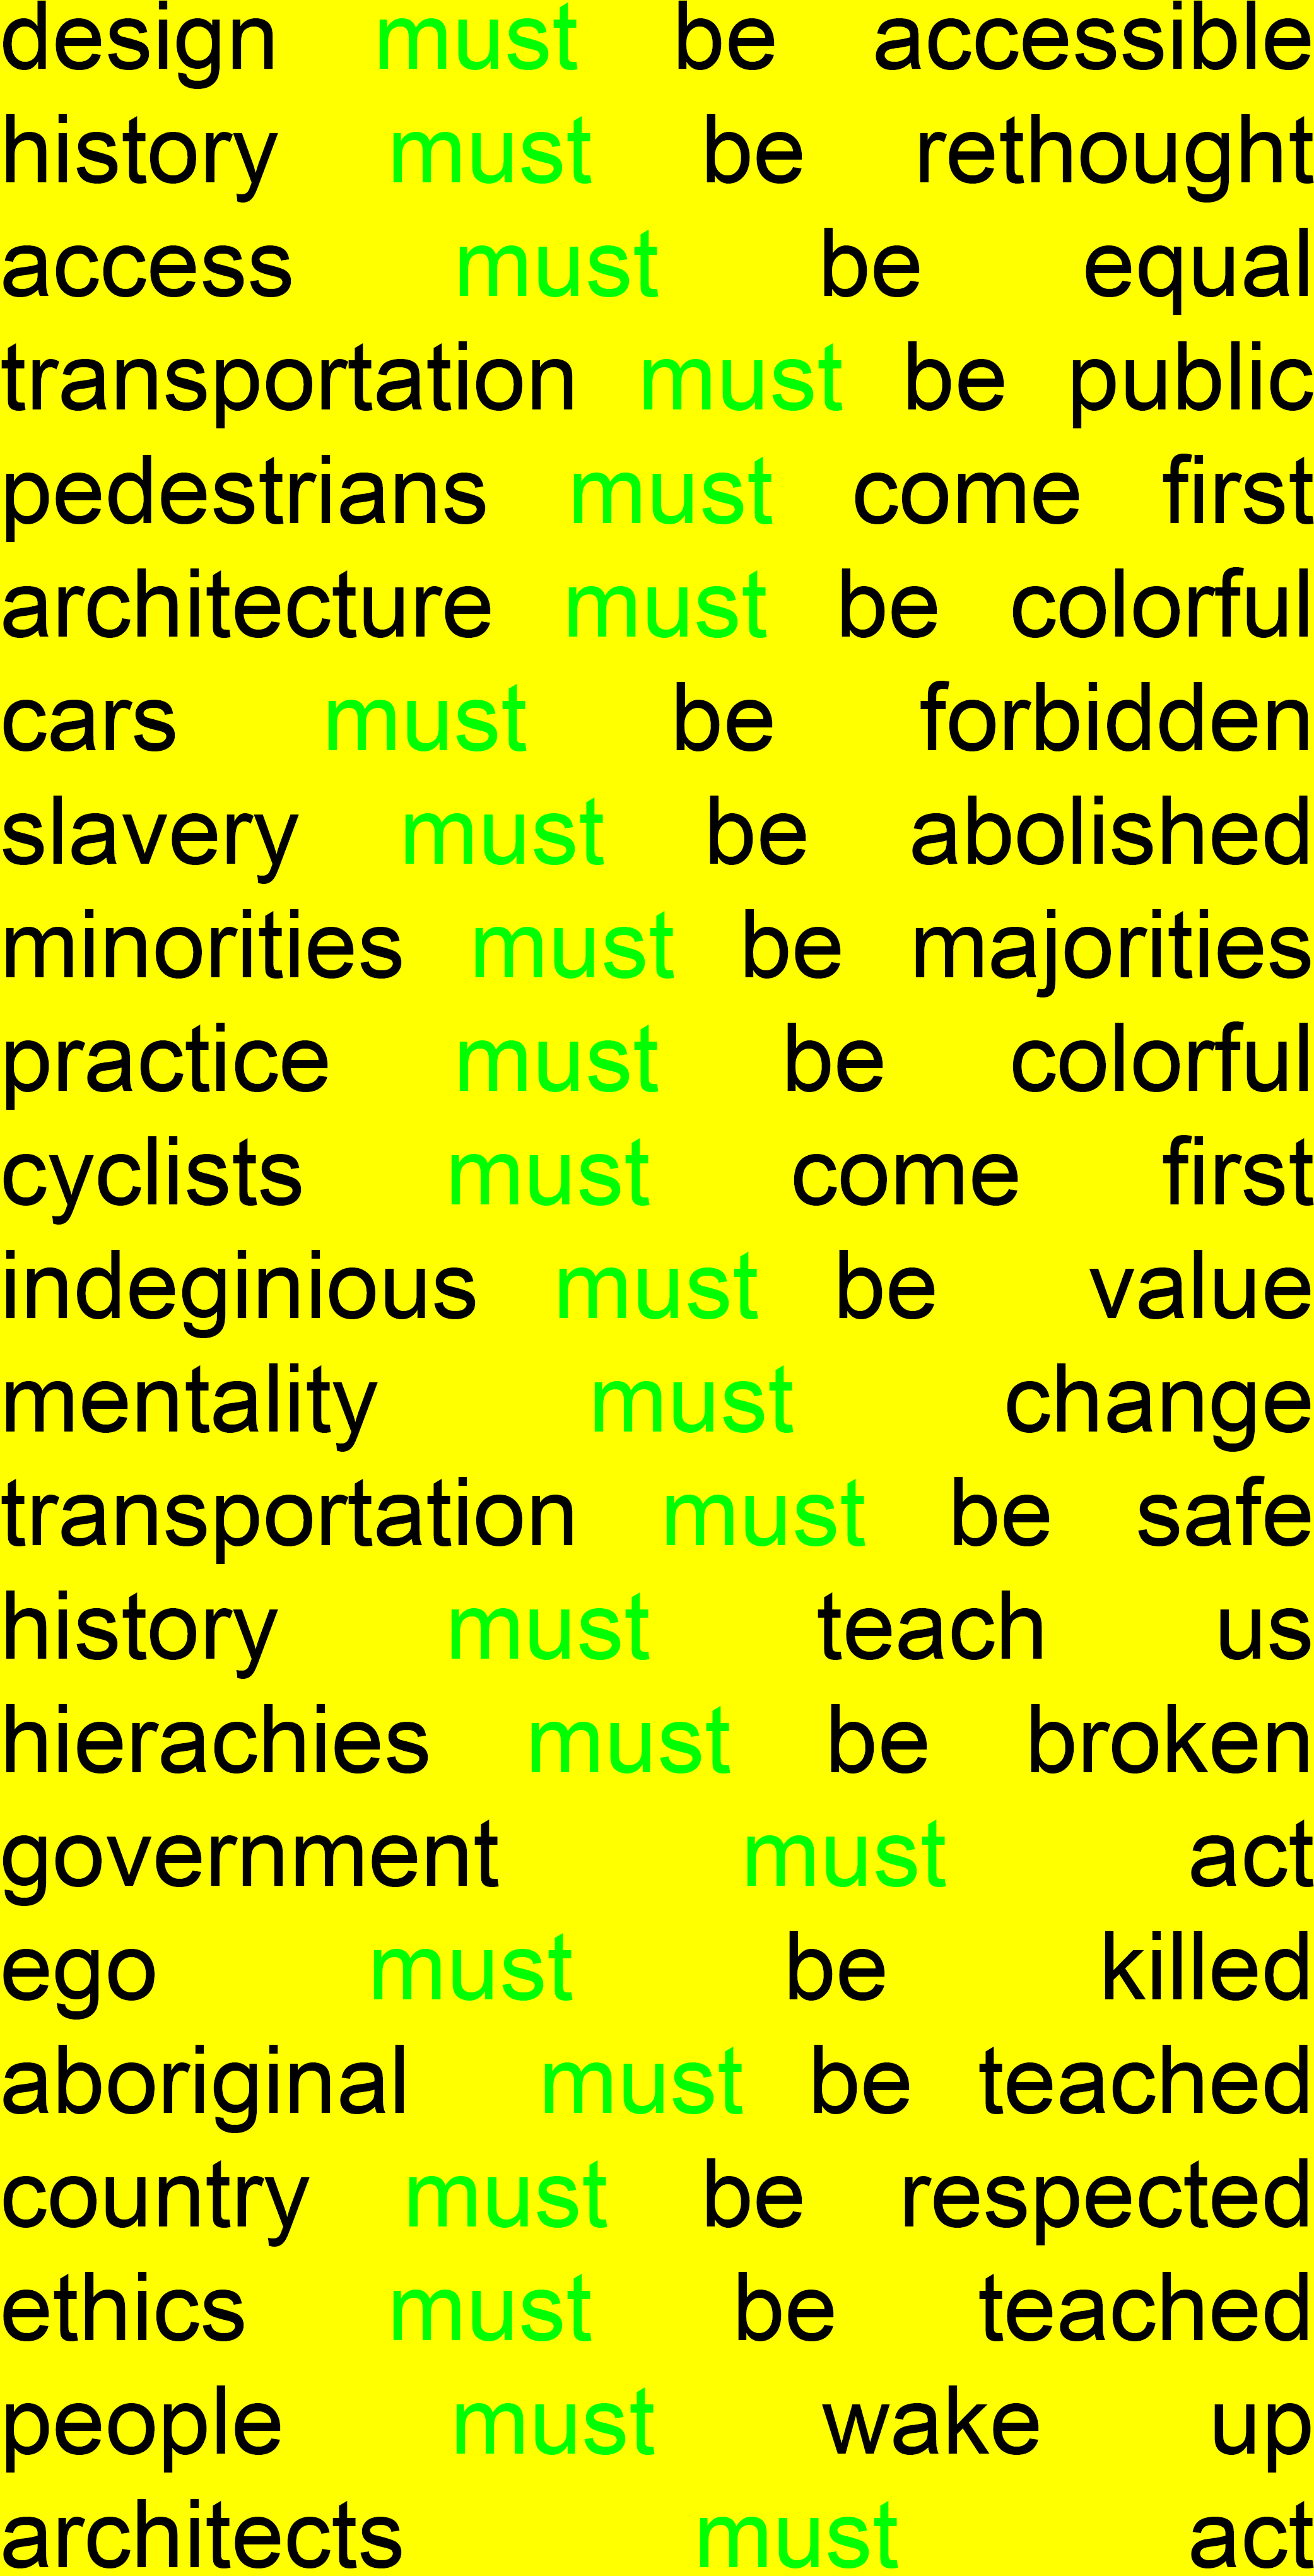 design must be accessible
history must be rethought
access must be equal
transportation must be public
pedestrians must come first
architecture must be colorful
cars must be forbidden
slavery must be abolished
minorities must be majorities
practice must be colorful
cyclists must come first
indeginious must be value
mentality must change
transportation must be safe
history must teach us
hierachies must be broken
government must act
ego must be killed
aboriginal must be teached
country must be respected
ethics must be teached
people must wake up
architects must act